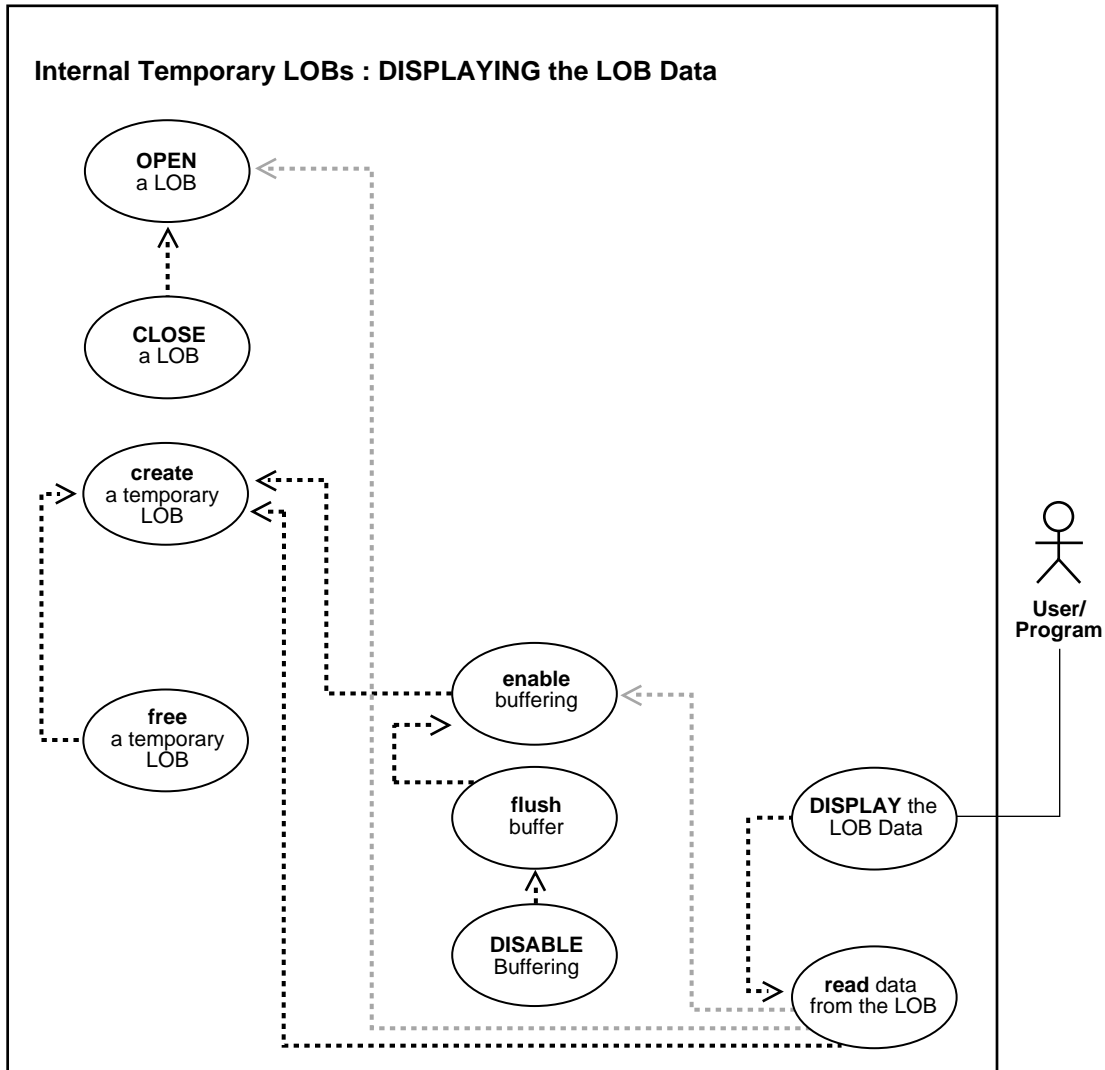 Internal Temporary LOBs : DISPLAYING the LOB Data
OPEN
a LOB
CLOSE
a LOB
create
a temporary
LOB
User/
Program
enable
buffering
free
a temporary
LOB
flush
buffer
DISPLAY the
LOB Data
DISABLE
Buffering
read data
from the LOB